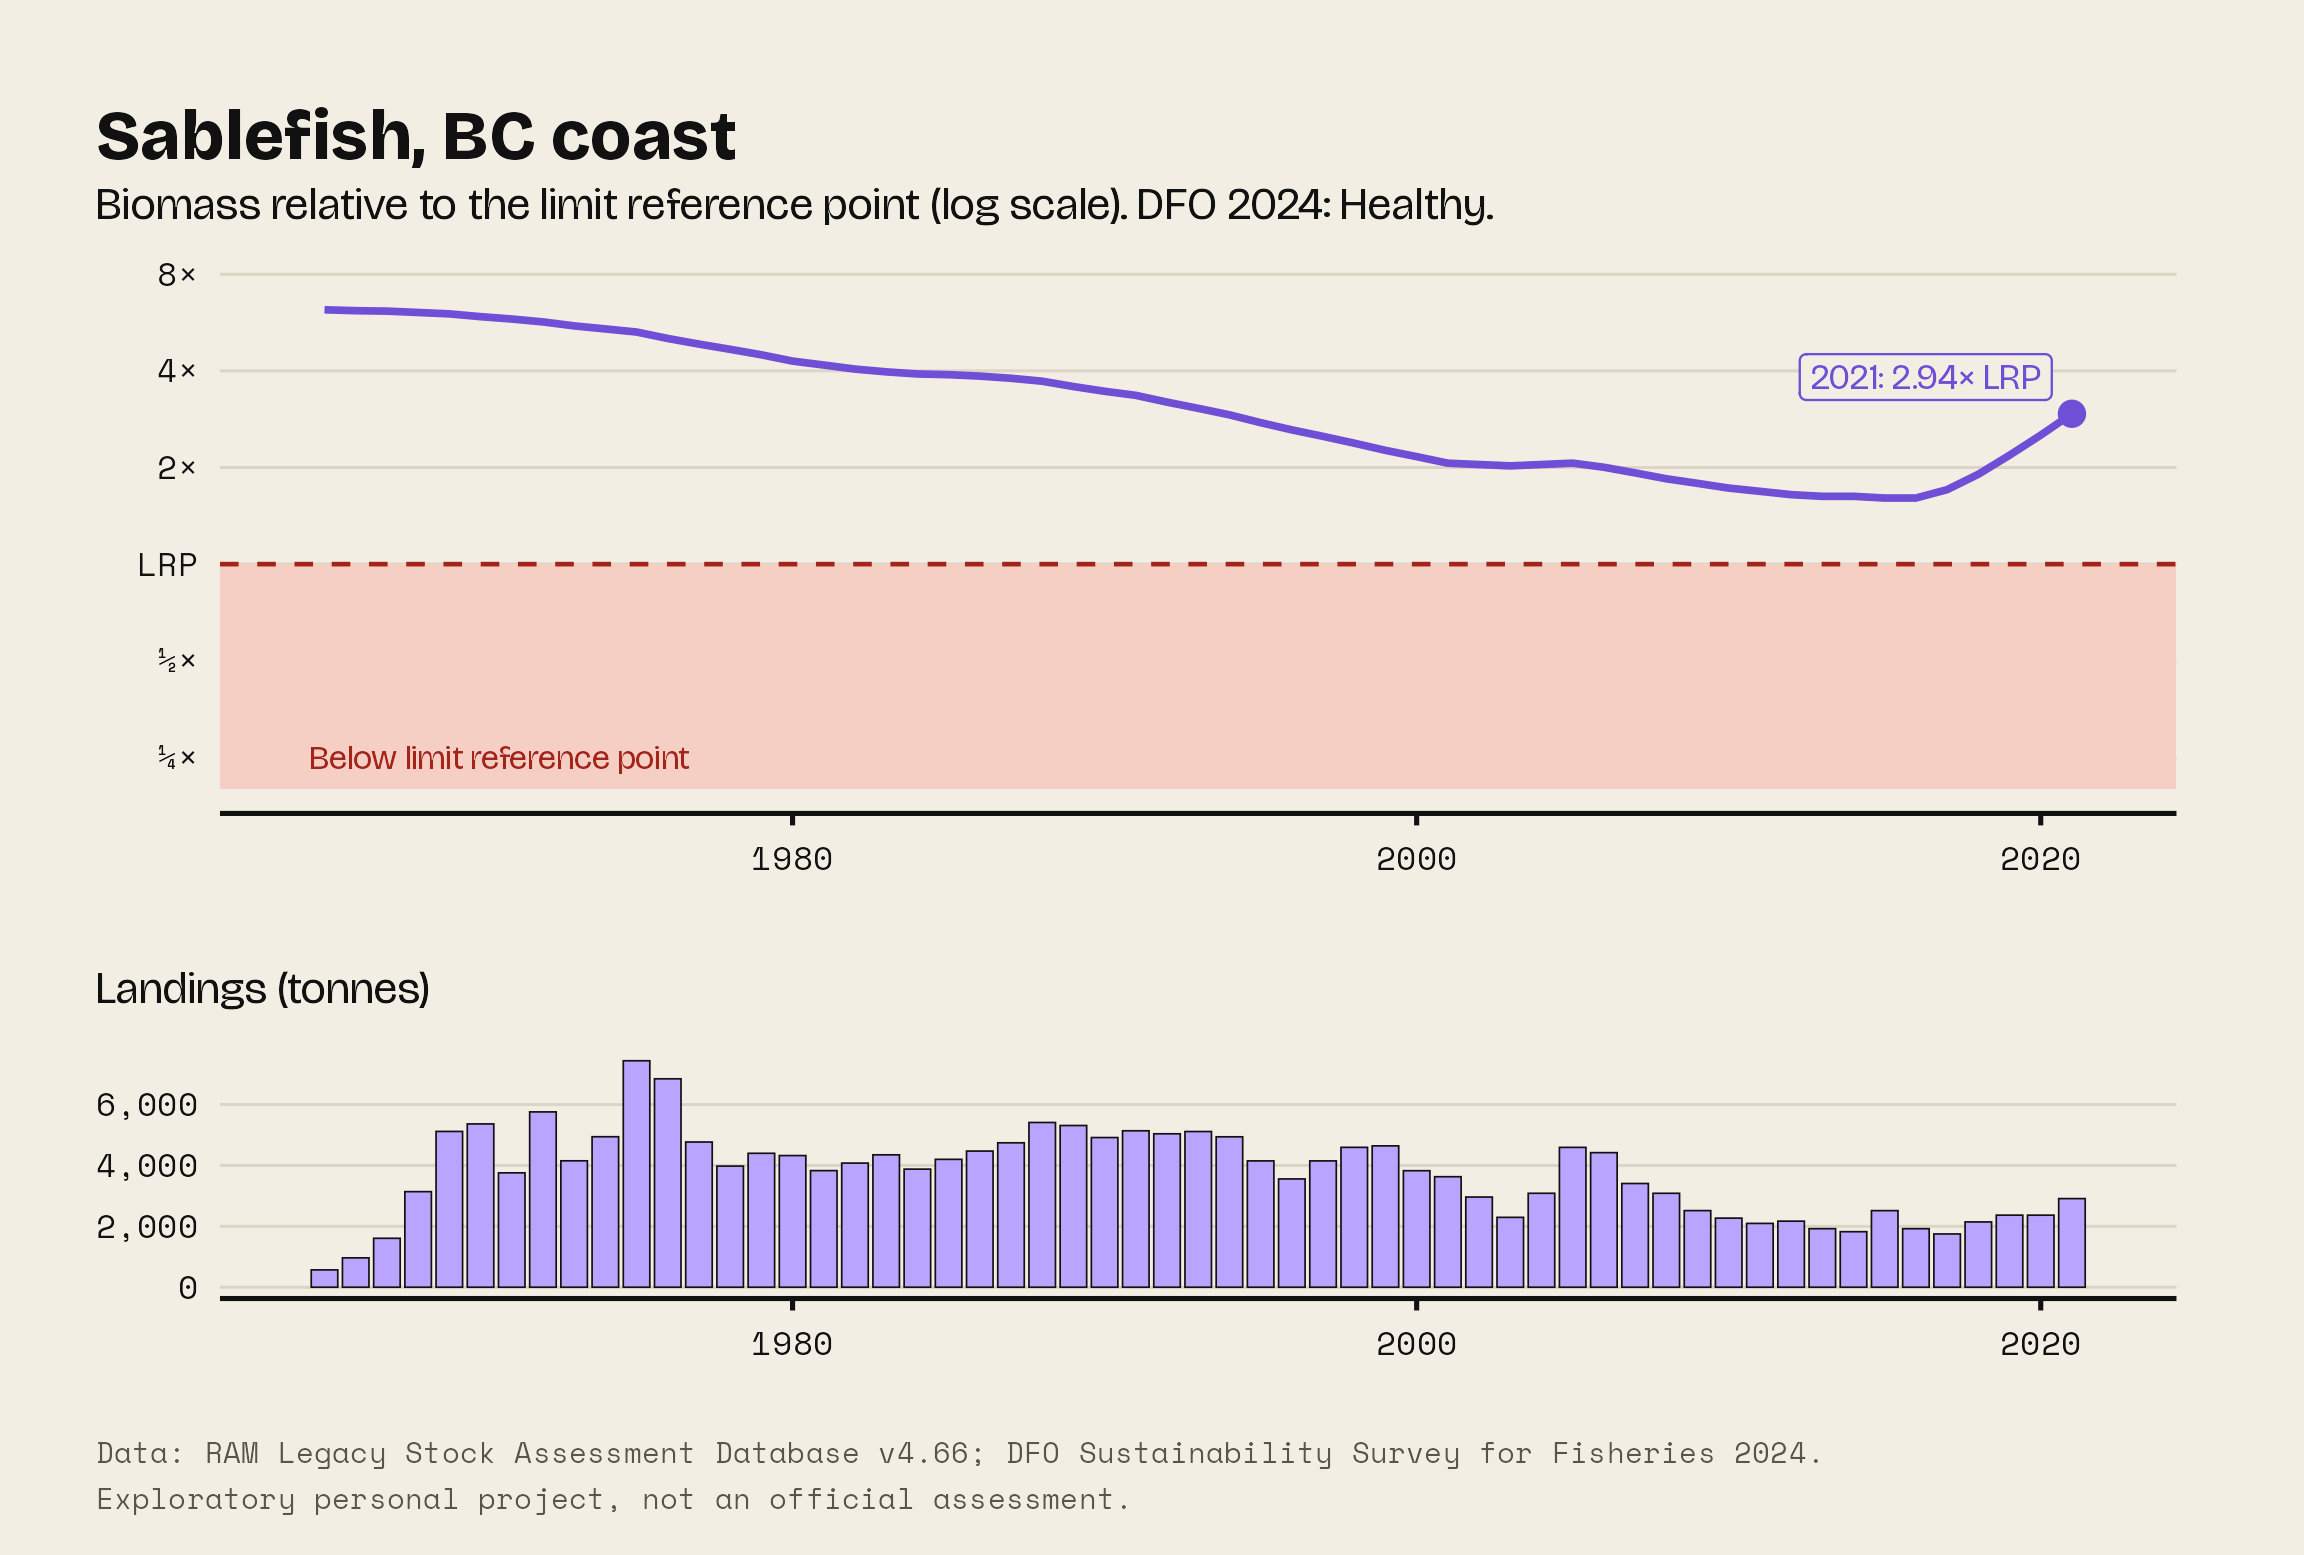 Sablefish, BC coast
Biomass relative to the limit reference point (log scale). DFO 2024: Healthy.
8×
4×
2021: 2.94× LRP
2×
LRP
½×
¼×
Below limit reference point
1980
2000
2020
Landings (tonnes)
6,000
4,000
2,000
0
1980
2000
2020
Data: RAM Legacy Stock Assessment Database v4.66; DFO Sustainability Survey for Fisheries 2024.
Exploratory personal project, not an official assessment.